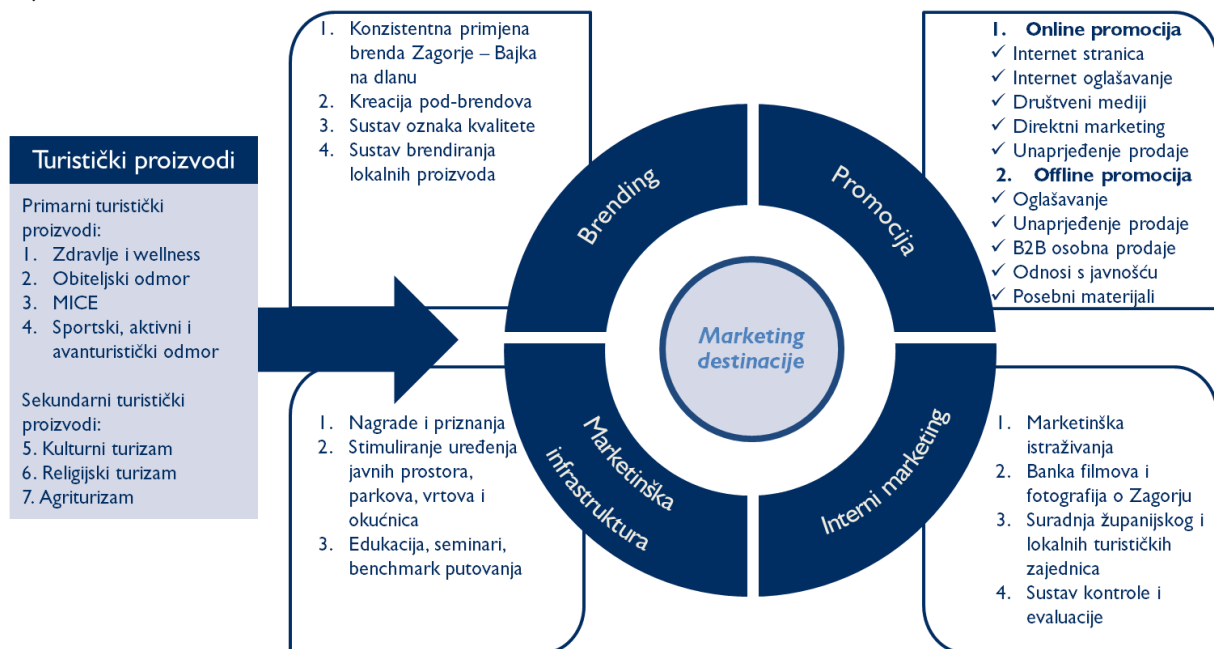 Turistički proizvodi
Primarni turistički
proizvodi:
1. Zdravlje i wellness
2. Obiteljski odmor
3. MICE
4. Sportski, aktivni i
avanturistički odmor
Sekundarni turistički
proizvodi:
5. Kulturni turizam
6. Religijski turizam
7. Agriturizam
1. Konzistentna primjena
brenda Zagorje – Bajka
na dlanu
2. Kreacija pod-brendova
3. Sustav oznaka kvalitete
4. Sustav brendiranja
lokalnih proizvoda
Brending
Promocija
1. Online promocija
✓ Internet stranica
✓ Internet oglašavanje
✓ Društveni mediji
✓ Direktni marketing
✓ Unaprjeđenje prodaje
2. Offline promocija
✓ Oglašavanje
✓ Unaprjeđenje prodaje
✓ B2B osobna prodaje
✓ Odnosi s javnošću
✓ Posebni materijali
Marketing
destinacije
1. Nagrade i priznanja
2. Stimuliranje uređenja
javnih prostora,
parkova, vrtova i
okućnica
3. Edukacija, seminari,
benchmark putovanja
Marketinška
infrastruktura
Interni marketing
1. Marketinška
istraživanja
2. Banka filmova i
fotografija o Zagorju
3. Suradnja županijskog i
lokalnih turističkih
zajednica
4. Sustav kontrole i
evaluacije